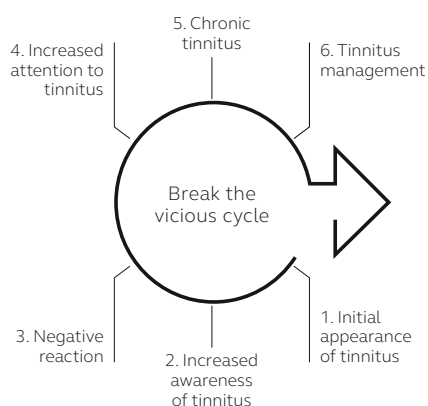 5. Chronic
tinnitus
4. Increased
attention to
tinnitus
6. Tinnitus
management
Break the
vicious cycle
3. Negative
reaction
2. Increased
awareness
of tinnitus
1. Initial
appearance
of tinnitus